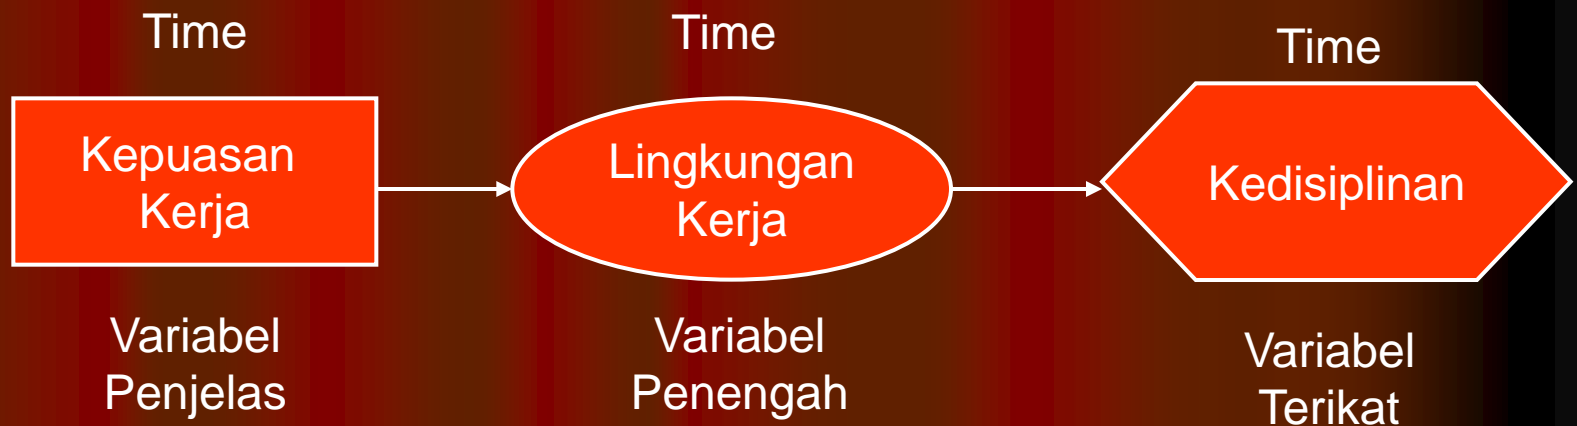 Time
Time
Time
Kepuasan
Kerja
Lingkungan
Kerja
Kedisiplinan
Variabel
Penjelas
Variabel
Penengah
Variabel
Terikat